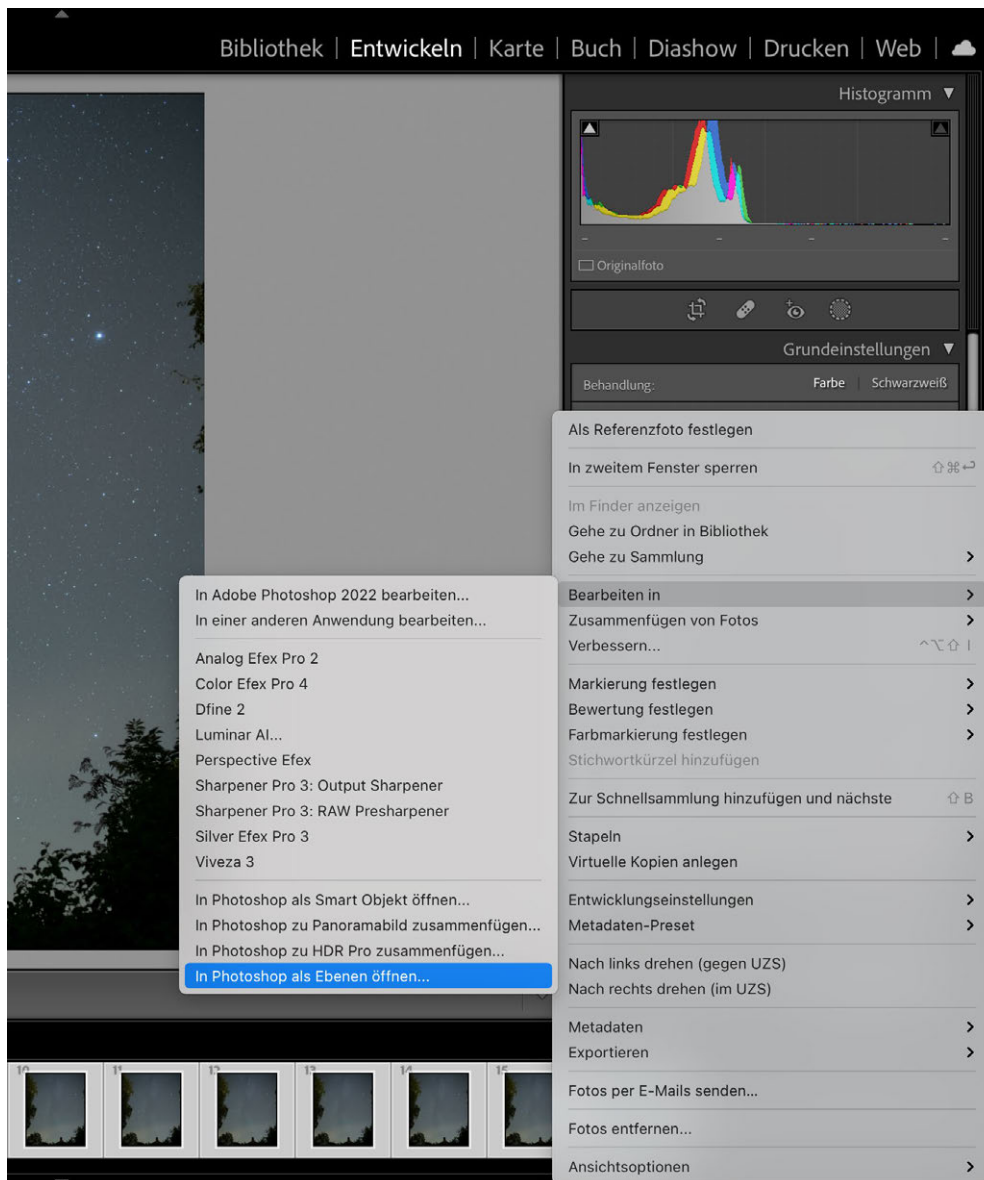 Bibliothek | Entwickeln | Karte | Buch | Diashow | Drucken | Web |
Histogramm ▼
Originalfoto
Grundeinstellungen ▼
Behandlung: Farbe | Schwarzweiß
Als Referenzfoto festlegen
In zweitem Fenster sperren ⇧⌘↩
Im Finder anzeigen
Gehe zu Ordner in Bibliothek
Gehe zu Sammlung >
Bearbeiten in >
Zusammenfügen von Fotos >
Verbessern... ^⌥⇧ I
Markierung festlegen >
Bewertung festlegen >
Farbmarkierung festlegen >
Stichwortkürzel hinzufügen
Zur Schnellsammlung hinzufügen und nächste ⇧ B
Stapeln >
Virtuelle Kopien anlegen
Entwicklungseinstellungen >
Metadaten-Preset >
Nach links drehen (gegen UZS)
Nach rechts drehen (im UZS)
Metadaten >
Exportieren >
Fotos per E-Mails senden...
Fotos entfernen...
Ansichtsoptionen >
In Adobe Photoshop 2022 bearbeiten...
In einer anderen Anwendung bearbeiten...
Analog Efex Pro 2
Color Efex Pro 4
Dfine 2
Luminar AI...
Perspective Efex
Sharpener Pro 3: Output Sharpener
Sharpener Pro 3: RAW Presharpener
Silver Efex Pro 3
Viveza 3
In Photoshop als Smart Objekt öffnen...
In Photoshop zu Panoramabild zusammenfügen...
In Photoshop zu HDR Pro zusammenfügen...
In Photoshop als Ebenen öffnen...
10 11 12 13 14 15